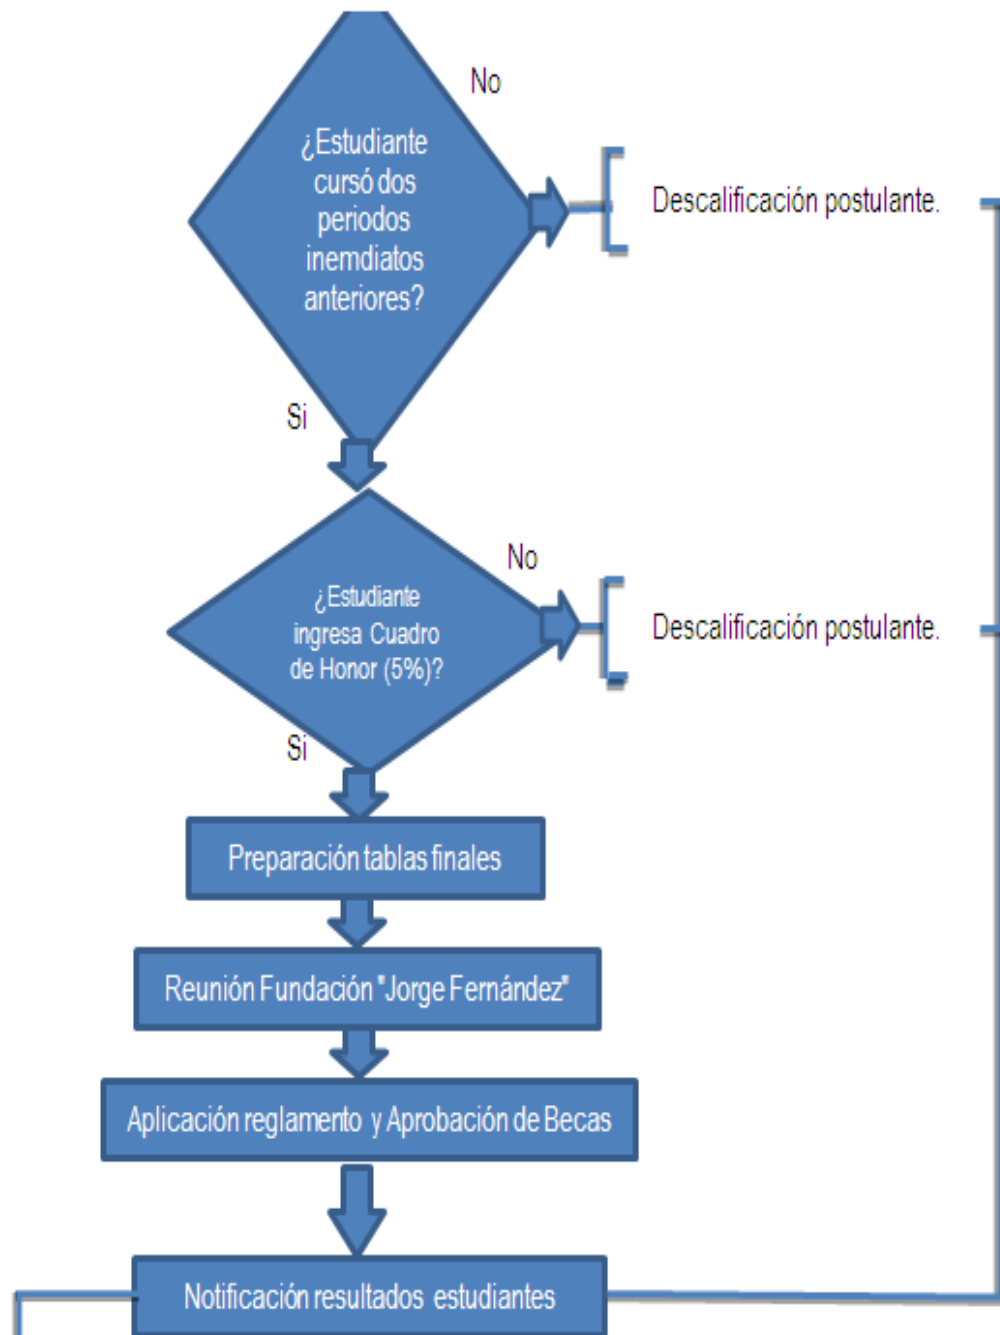 No
¿Estudiante
cursó dos
periodos
inemdiatos
anteriores?
Descalificación postulante.
Si
No
¿Estudiante
ingresa Cuadro
de Honor (5%)?
Descalificación postulante.
Si
Preparación tablas finales
Reunión Fundación "Jorge Fernández"
Aplicación reglamento y Aprobación de Becas
Notificación resultados estudiantes